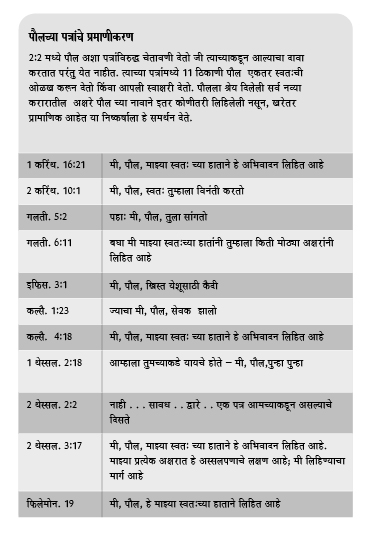 पौलच्या पत्रांचे प्रमाणीकरण
2:2 मध्ये पौल अशा पत्रांविरुद्ध चेतावणी देतो जी त्याच्याकडून आल्याचा दावा
करतात परंतु येत नाहीत. त्याच्या पत्रांमध्ये 11 ठिकाणी पौल एकतर स्वतःची
ओळख करून देतो किंवा आपली स्वाक्षरी देतो. पौलला श्रेय दिलेली सर्व नव्या
करारातील अक्षरे पौल च्या नावाने इतर कोणीतरी लिहिलेली नसून, खरेतर
प्रामाणिक आहेत या निष्कर्षाला हे समर्थन देते.
1 करिंथ. 16:21 मी, पौल, माझ्या स्वतः च्या हाताने हे अभिवादन लिहित आहे
2 करिंथ. 10:1 मी, पौल, स्वतः तुम्हाला विनंती करतो
गलती. 5:2 पहाः मी, पौल, तुला सांगतो
गलती. 6:11 बघा मी माझ्या स्वतःच्या हातांनी तुम्हाला किती मोठ्या अक्षरांनी
लिहित आहे
इफिस. 3:1 मी, पौल, ख्रिस्त येशूसाठी कैदी
कल्सै. 1:23 ज्याचा मी, पौल, सेवक झालो
कल्सै. 4:18 मी, पौल, माझ्या स्वतः च्या हाताने हे अभिवादन लिहित आहे
1 थेस्सल. 2:18 आम्हाला तुमच्याकडे यायचे होते – मी, पौल,पुन्हा पुन्हा
2 थेस्सल. 2:2 नाही . . . सावध . . द्वारे . . एक पत्र आमच्याकडून असल्याचे
दिसते
2 थेस्सल. 3:17 मी, पौल, माझ्या स्वतः च्या हाताने हे अभिवादन लिहित आहे.
माझ्या प्रत्येक अक्षरात हे अस्सलपणाचे लक्षण आहे; मी लिहिण्याचा
मार्ग आहे
फिलेमोन. 19 मी, पौल, हे माझ्या स्वतःच्या हाताने लिहित आहे